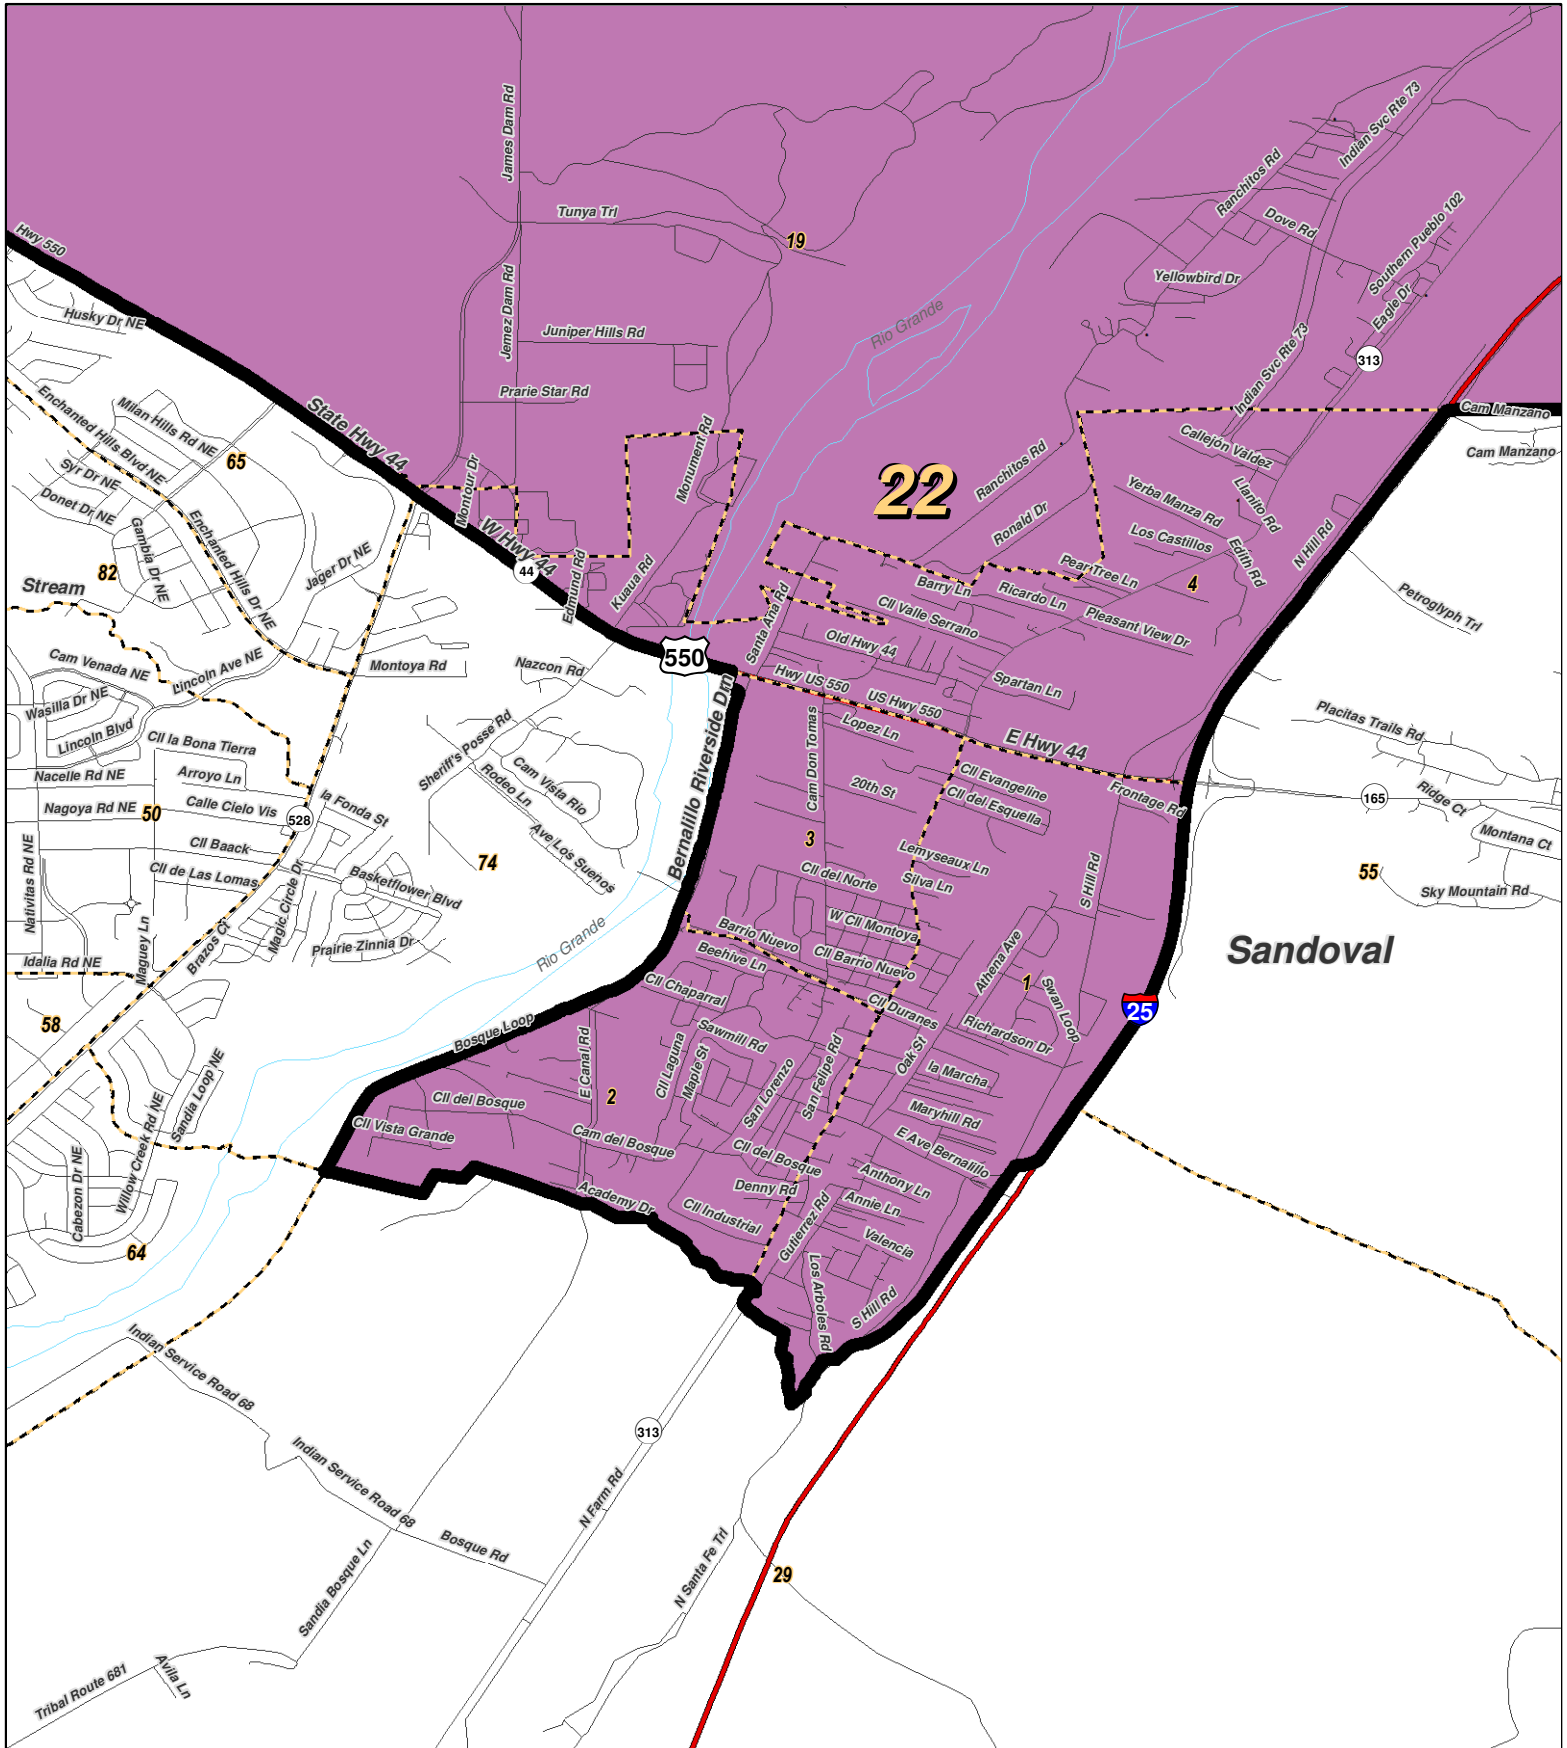 James Dam Rd
Indian Svc Rte 73
Ranchitos Rd
Tunya Trl
19
Dove Rd
Southern Pueblo 102
Hwy 550
Yellowbird Dr
Jemez Dam Rd
Eagle Dr
Husky Dr NE
Juniper Hills Rd
Rio Grande
Indian Svc Rte 73
313
Prarie Star Rd
Enchanted Hills Blvd NE
Milan Hills Rd NE
State Hwy 44
Cam Manzano
65
Monument Rd
Callejón Valdez
Cam Manzano
Syr Dr NE
Montour Dr
22
Ranchitos Rd
Donet Dr NE
Yerba Manza Rd
Llanito Rd
Gambia Dr NE
Enchanted Hills Dr NE
W Hwy 44
Ronald Dr
Los Castillos
N Hill Rd
Jager Dr NE
44
Edith Rd
82
Stream
Edmund Rd
Kuaua Rd
Pear Tree Ln
Barry Ln
Ricardo Ln
4
Petroglyph Trl
Cll Valle Serrano
Pleasant View Dr
Santa Ana Rd
Old Hwy 44
Cam Venada NE
Lincoln Ave NE
Montoya Rd
Nazcon Rd
550
Hwy US 550
US Hwy 550
Spartan Ln
Wasilla Dr NE
Lincoln Blvd
Cll la Bona Tierra
Sheriff's Posse Rd
Bernalillo Riverside Drn
Cam Don Tomas
Lopez Ln
E Hwy 44
Placitas Trails Rd
Nacelle Rd NE
Arroyo Ln
Rodeo Ln
Cam Vista Rio
20th St
Cll Evangeline
Cll del Esquella
Frontage Rd
165
Ridge Ct
Nagoya Rd NE
50
Calle Cielo Vis
la Fonda St
528
Montana Ct
Nativitas Rd NE
Cll Baack
Ave Los Suenos
3
Lemyseaux Ln
Cll de Las Lomas
Magic Circle Dr
Basketflower Blvd
74
Cll del Norte
Silva Ln
S Hill Rd
55
Sky Mountain Rd
Maguey Ln
Brazos Ct
Prairie Zinnia Dr
Rio Grande
Barrio Nuevo
W Cll Montoya
Sandoval
Idalia Rd NE
Beehive Ln
Cll Barrio Nuevo
Athena Ave
Cll Chaparral
1
Swan Loop
25
58
Bosque Loop
Cll Duranes
Sawmill Rd
Richardson Dr
E Canal Rd
Cll Laguna
Maple St
San Lorenzo
San Felipe Rd
Oak St
la Marcha
Sandia Loop NE
Cll del Bosque
2
Maryhill Rd
Willow Creek Rd NE
Cll Vista Grande
Cam del Bosque
Cll del Bosque
E Ave Bernalillo
Cabezon Dr NE
Academy Dr
Denny Rd
Anthony Ln
Annie Ln
Cll Industrial
Gutierrez Rd
Valencia
64
Los Arboles Rd
S Hill Rd
Indian Service Road 68
313
Indian Service Road 68
N Farm Rd
Bosque Rd
Sandia Bosque Ln
N Santa Fe Trl
29
Avila Ln
Tribal Route 681